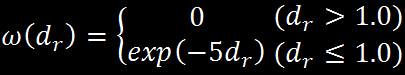 ω(d_r) = { 0 (d_r > 1.0)
exp(−5d_r) (d_r ≤ 1.0)